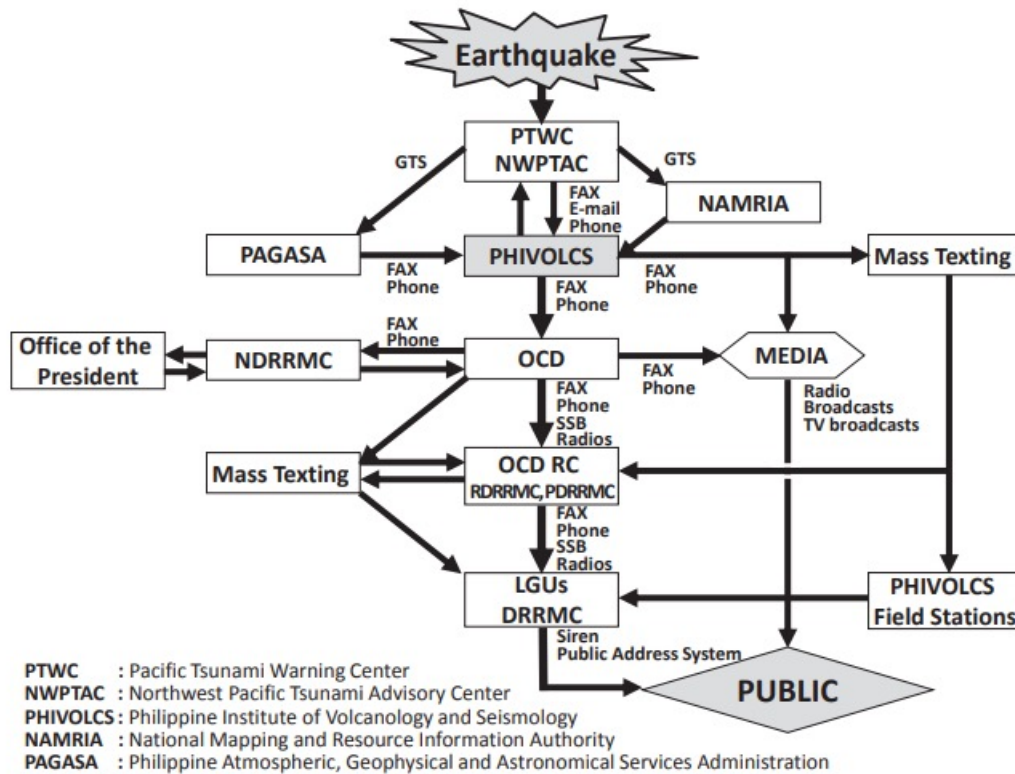 Earthquake
PTWC
NWPTAC
GTS
GTS
FAX
E-mail
Phone
NAMRIA
PAGASA
PHIVOLCS
Mass Texting
FAX
Phone
FAX
Phone
FAX
Phone
FAX
Phone
Office of the
President
NDRRMC
OCD
MEDIA
FAX
Phone
Radio
Broadcasts
TV broadcasts
FAX
Phone
SSB
Radios
Mass Texting
OCD RC
RDRRMC, PDRRMC
FAX
Phone
SSB
Radios
LGUs
DRRMC
PHIVOLCS
Field Stations
Siren
Public Address System
PUBLIC
PTWC : Pacific Tsunami Warning Center
NWPTAC : Northwest Pacific Tsunami Advisory Center
PHIVOLCS : Philippine Institute of Volcanology and Seismology
NAMRIA : National Mapping and Resource Information Authority
PAGASA : Philippine Atmospheric, Geophysical and Astronomical Services Administration